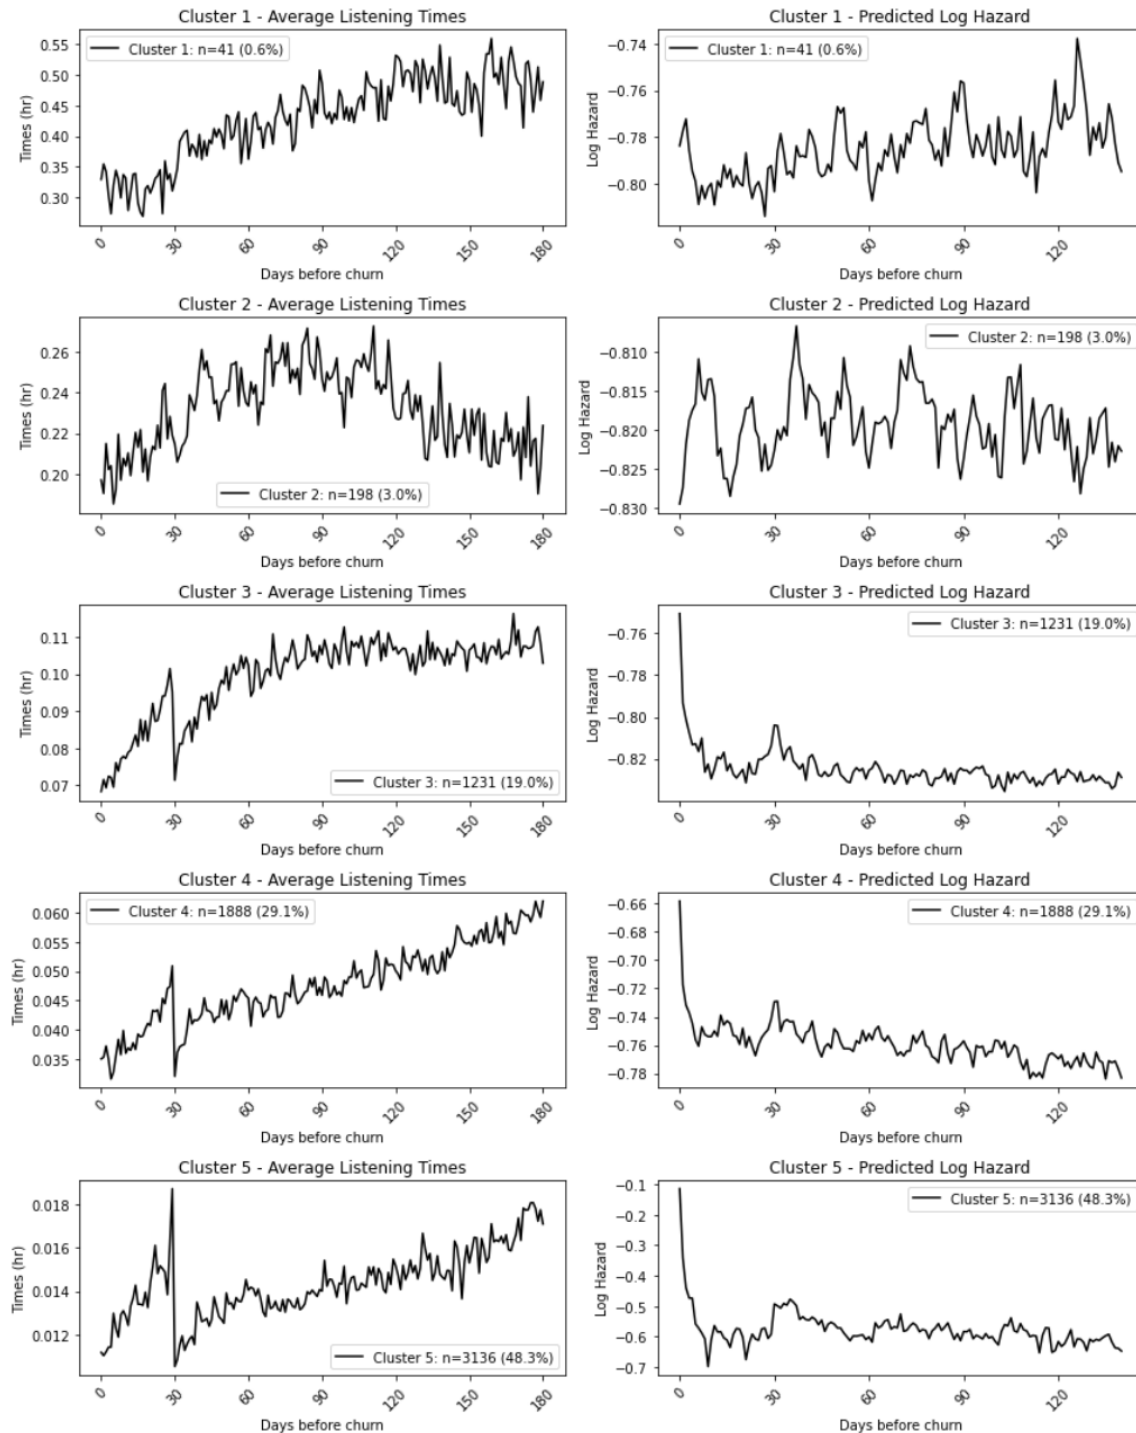 Cluster 1 - Average Listening Times
Cluster 1: n=41 (0.6%)
Times (hr)
0.55
0.50
0.45
0.40
0.35
0.30
0
30
60
90
120
150
180
Days before churn
Cluster 1 - Predicted Log Hazard
Cluster 1: n=41 (0.6%)
Log Hazard
−0.74
−0.76
−0.78
−0.80
0
30
60
90
120
Days before churn
Cluster 2 - Average Listening Times
Times (hr)
0.26
0.24
0.22
0.20
Cluster 2: n=198 (3.0%)
0
30
60
90
120
150
180
Days before churn
Cluster 2 - Predicted Log Hazard
Cluster 2: n=198 (3.0%)
Log Hazard
−0.810
−0.815
−0.820
−0.825
−0.830
0
30
60
90
120
Days before churn
Cluster 3 - Average Listening Times
Times (hr)
0.11
0.10
0.09
0.08
0.07
Cluster 3: n=1231 (19.0%)
0
30
60
90
120
150
180
Days before churn
Cluster 3 - Predicted Log Hazard
Cluster 3: n=1231 (19.0%)
Log Hazard
−0.76
−0.78
−0.80
−0.82
0
30
60
90
120
Days before churn
Cluster 4 - Average Listening Times
Cluster 4: n=1888 (29.1%)
Times (hr)
0.060
0.055
0.050
0.045
0.040
0.035
0
30
60
90
120
150
180
Days before churn
Cluster 4 - Predicted Log Hazard
Cluster 4: n=1888 (29.1%)
Log Hazard
−0.66
−0.68
−0.70
−0.72
−0.74
−0.76
−0.78
0
30
60
90
120
Days before churn
Cluster 5 - Average Listening Times
Times (hr)
0.018
0.016
0.014
0.012
Cluster 5: n=3136 (48.3%)
0
30
60
90
120
150
180
Days before churn
Cluster 5 - Predicted Log Hazard
Cluster 5: n=3136 (48.3%)
Log Hazard
−0.1
−0.2
−0.3
−0.4
−0.5
−0.6
−0.7
0
30
60
90
120
Days before churn